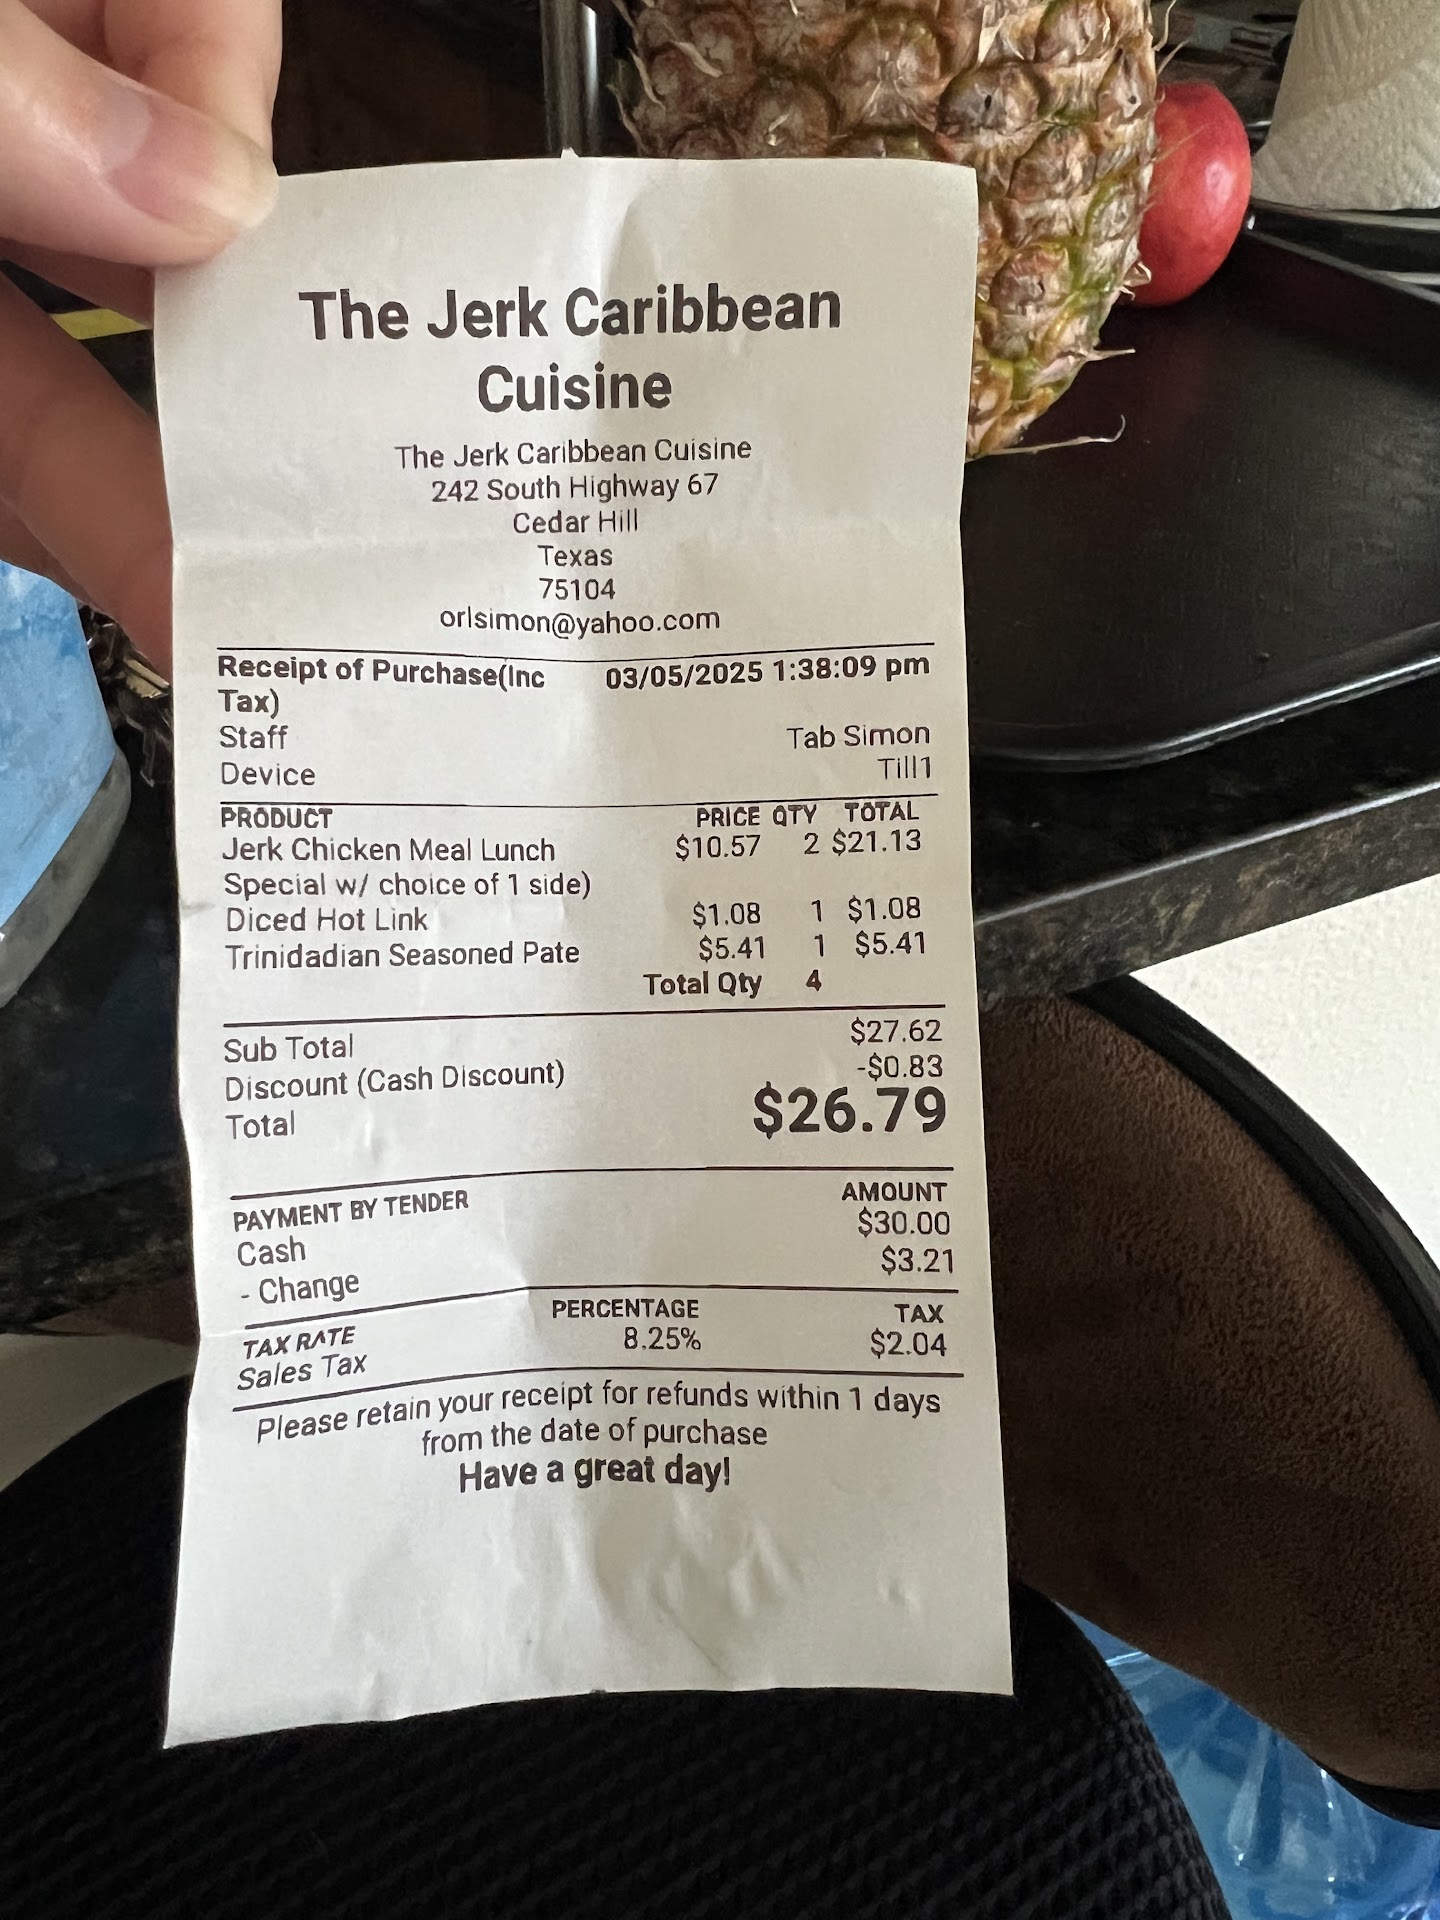 The Jerk Caribbean
Cuisine
The Jerk Caribbean Cuisine
242 South Highway 67
Cedar Hill
Texas
75104
orlsimon@yahoo.com
Receipt of Purchase(Inc 03/05/2025 1:38:09 pm
Tax)
Staff Tab Simon
Device Till1
PRODUCT PRICE QTY TOTAL
Jerk Chicken Meal Lunch $10.57 2 $21.13
Special w/ choice of 1 side)
Diced Hot Link $1.08 1 $1.08
Trinidadian Seasoned Pate $5.41 1 $5.41
Total Qty 4
Sub Total $27.62
Discount (Cash Discount) -$0.83
Total $26.79
PAYMENT BY TENDER AMOUNT
Cash $30.00
- Change $3.21
TAX RATE PERCENTAGE TAX
Sales Tax 8.25% $2.04
Please retain your receipt for refunds within 1 days
from the date of purchase
Have a great day!